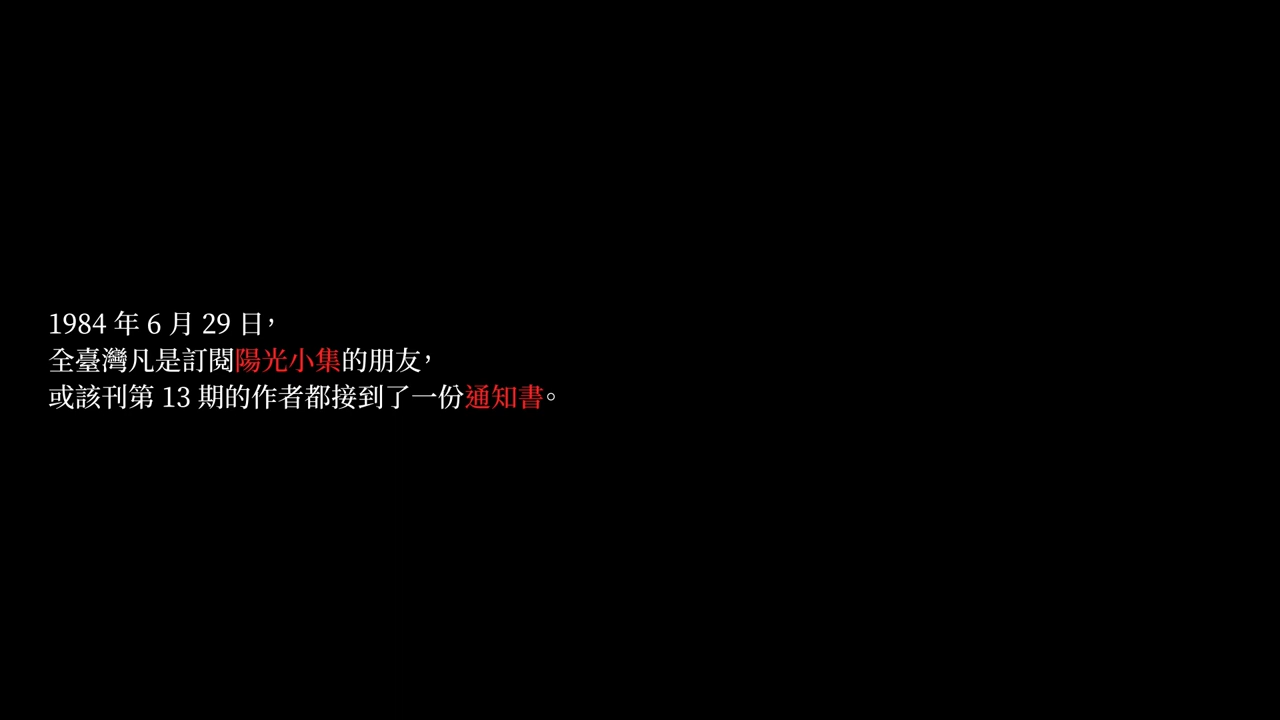 1984 年 6 月 29 日，
全臺灣凡是訂閱陽光小集的朋友，
或該刊第 13 期的作者都接到了一份通知書。